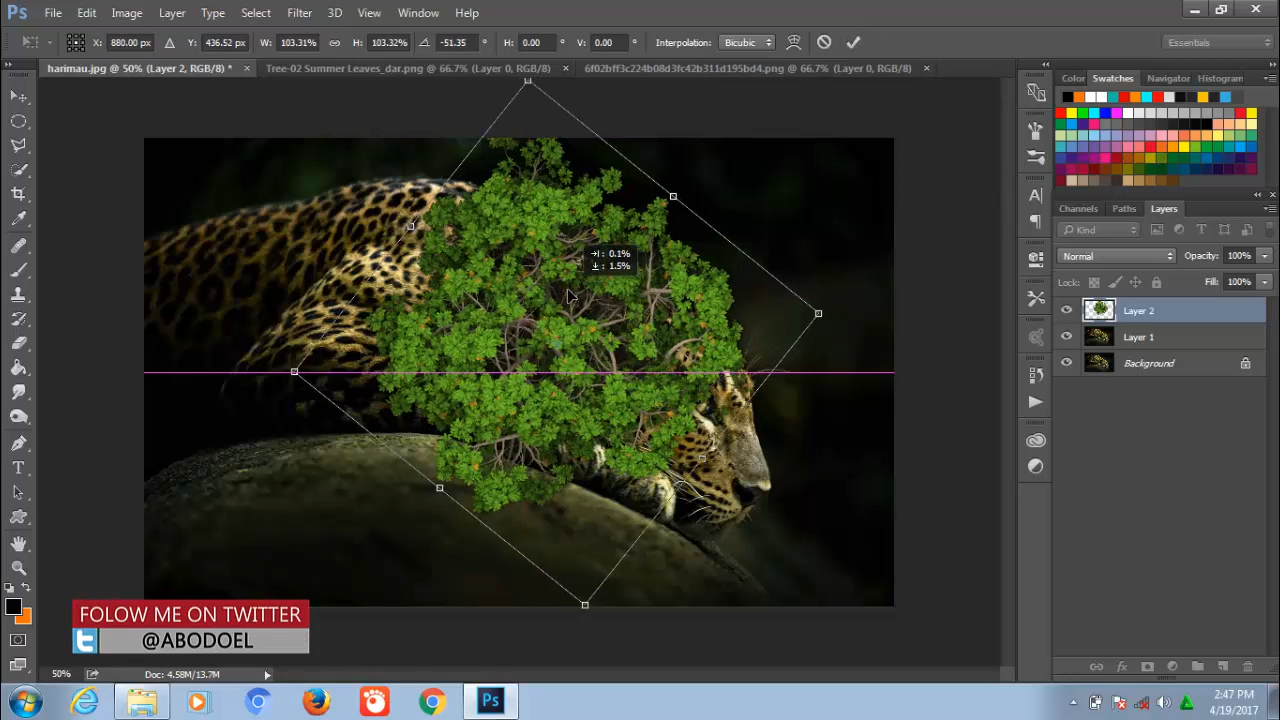 Ps File Edit Image Layer Type Select Filter 3D View Window Help
X: 880.00 px Y: 436.52 px W: 103.31% H: 103.32% -51.35 ° H: 0.00 ° V: 0.00 ° Interpolation: Bicubic Essentials
harimau.jpg @ 50% (Layer 2, RGB/8) * × Tree-02 Summer Leaves_dar.png @ 66.7% (Layer 0, RGB/8) × 6f02bff3c224b08d3fc42b311d195bd4.png @ 66.7% (Layer 0, RGB/8) ×
Color Swatches Navigator Histogram
Channels Paths Layers
Kind
Normal Opacity: 100%
Lock: Fill: 100%
Layer 2
Layer 1
Background
: 0.1%
: 1.5%
FOLOW ME ON TWITTER
@ABODOEL
50% Doc: 4.58M/13.7M
Ps
2:47 PM
4/19/2017